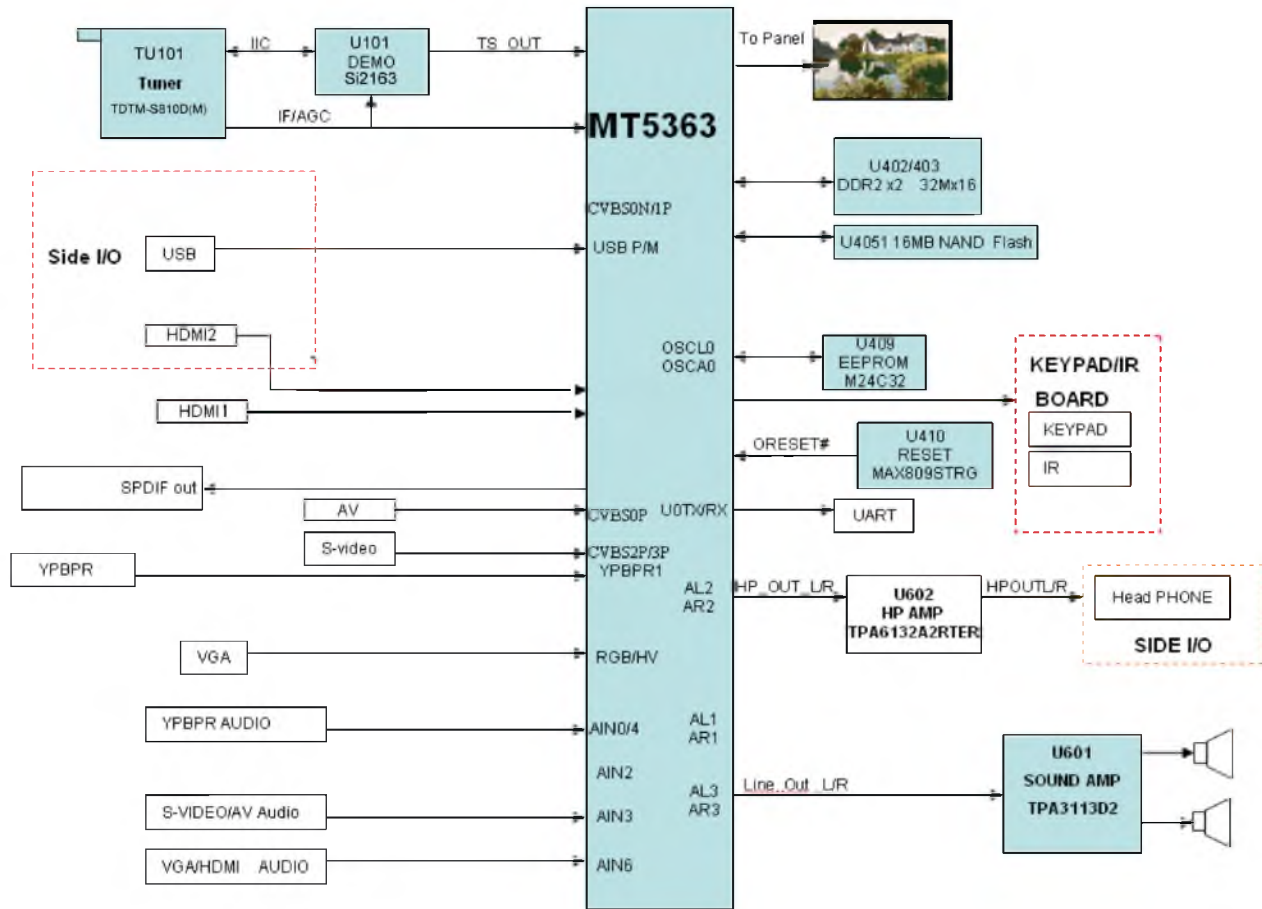 TU101
Tuner
TDTM-S810D(M)
IIC
U101
DEMO
Si2163
TS_OUT
IF/AGC
MT5363
To Panel
U402/403
DDR2 x2 32Mx16
U4051 16MB NAND Flash
Side I/O
USB
HDMI2
HDMI1
CVBS0N/1P
USB P/M
OSCL0
OSCA0
U409
EEPROM
M24C32
KEYPAD/IR
BOARD
KEYPAD
IR
ORESET#
U410
RESET
MAX809STRG
SPDIF out
AV
S-video
YPBPR
CVBS0P
U0TX/RX
UART
CVBS2P/3P
YPBPR1
AL2
AR2
HP_OUT_L/R
U602
HP AMP
TPA6132A2RTER
HPOUTL/R
Head PHONE
SIDE I/O
VGA
RGB/HV
YPBPR AUDIO
AIN0/4
AL1
AR1
AIN2
S-VIDEO/AV Audio
AIN3
AL3
AR3
Line_Out_L/R
U601
SOUND AMP
TPA3113D2
VGA/HDMI AUDIO
AIN6